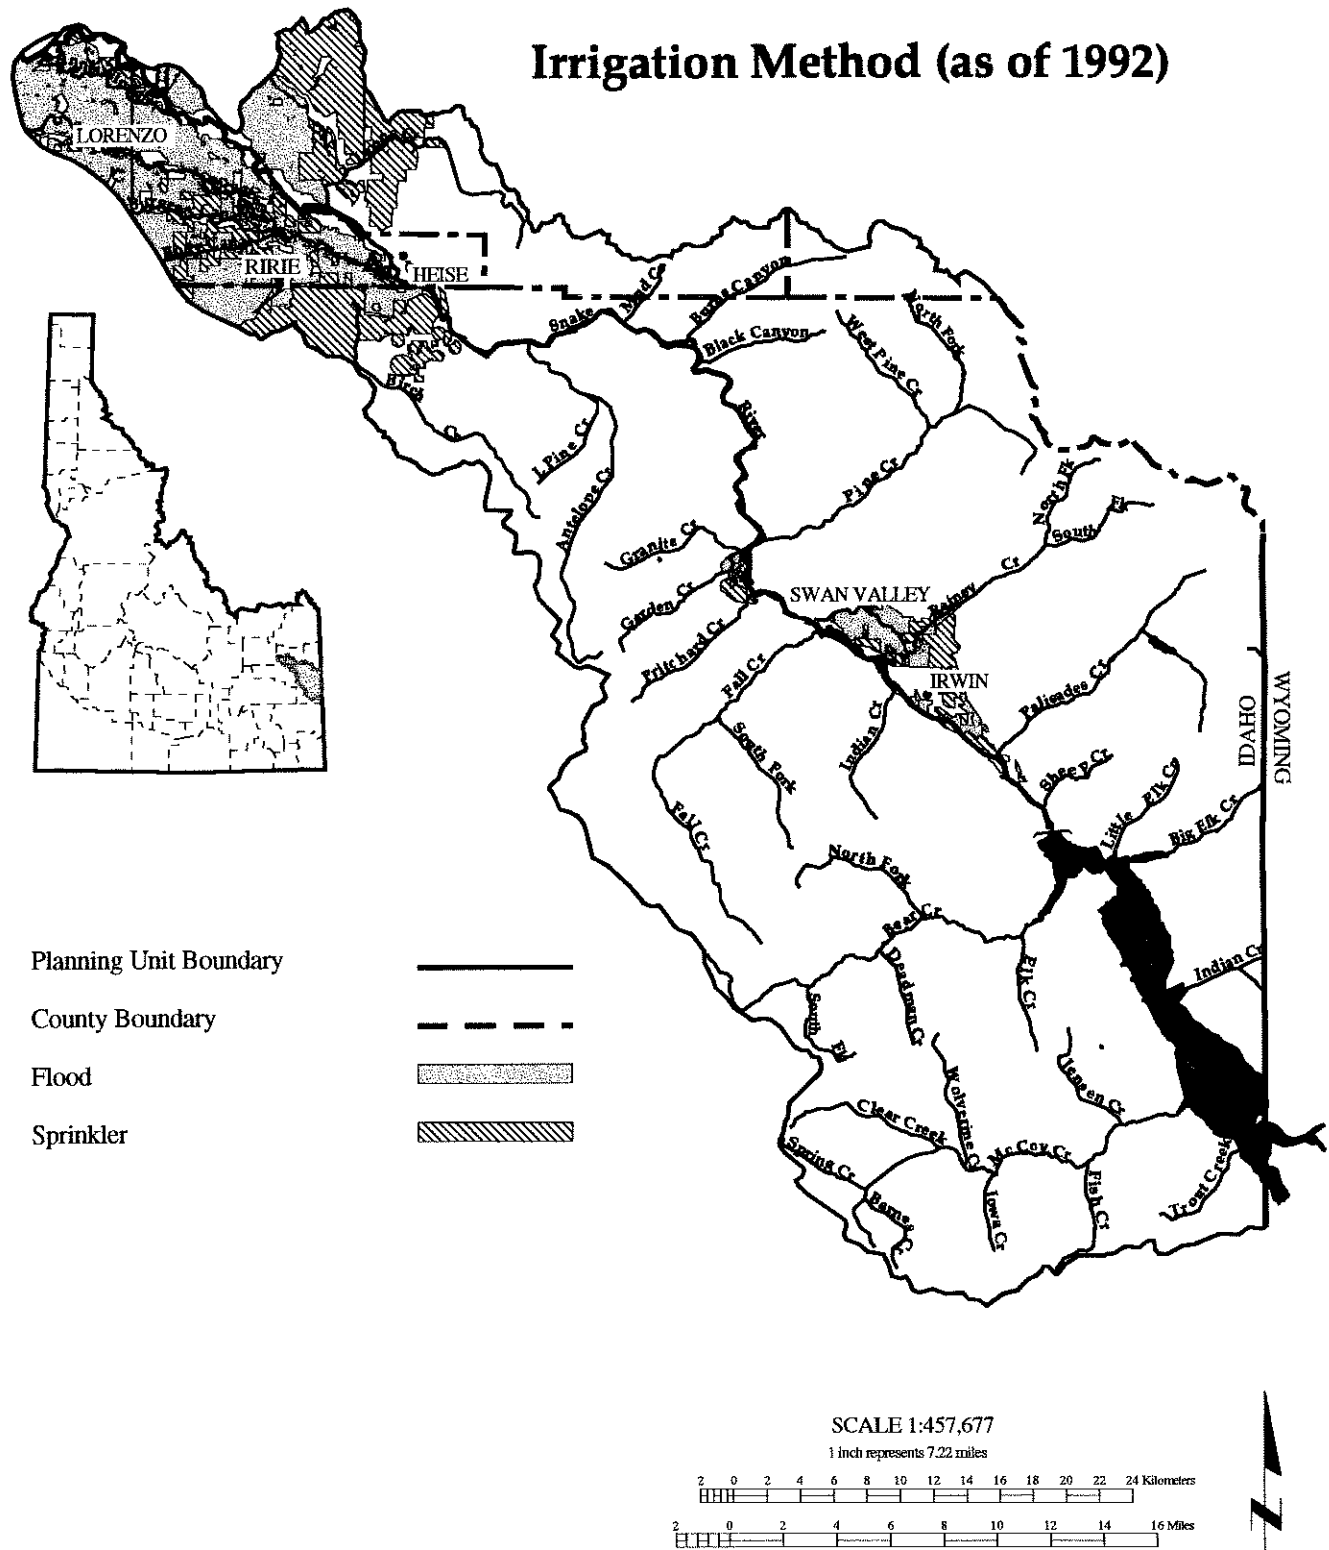 Irrigation Method (as of 1992)
LORENZO
RIRIE
HEISE
Snake
Mud Cr
Burns Canyon
Black Canyon
West Pine Cr
North Fork
River
Birch
Cr
L Pine Cr
Antelope Cr
Pine Cr
North Fk
South Fk
Granite Cr
Garden Cr
Pritchard Cr
SWAN VALLEY
Rainey
Cr
Fall Cr
IRWIN
Palisades Cr
South Fork
Indian Cr
Fall Cr
Sheep Cr
Little Elk Cr
Big Elk Cr
IDAHO
WYOMING
North Fork
Bear Cr
Deadman Cr
Elk Cr
Indian Cr
South Fk
Jensen Cr
Wolverine Cr
Clear Creek
Mc Coy Cr
Spring Cr
Barnes Cr
Iowa Cr
Fish Cr
Trout Creek
Planning Unit Boundary
County Boundary
Flood
Sprinkler
SCALE 1:457,677
1 inch represents 7.22 miles
2 0 2 4 6 8 10 12 14 16 18 20 22 24 Kilometers
2 0 2 4 6 8 10 12 14 16 Miles
N